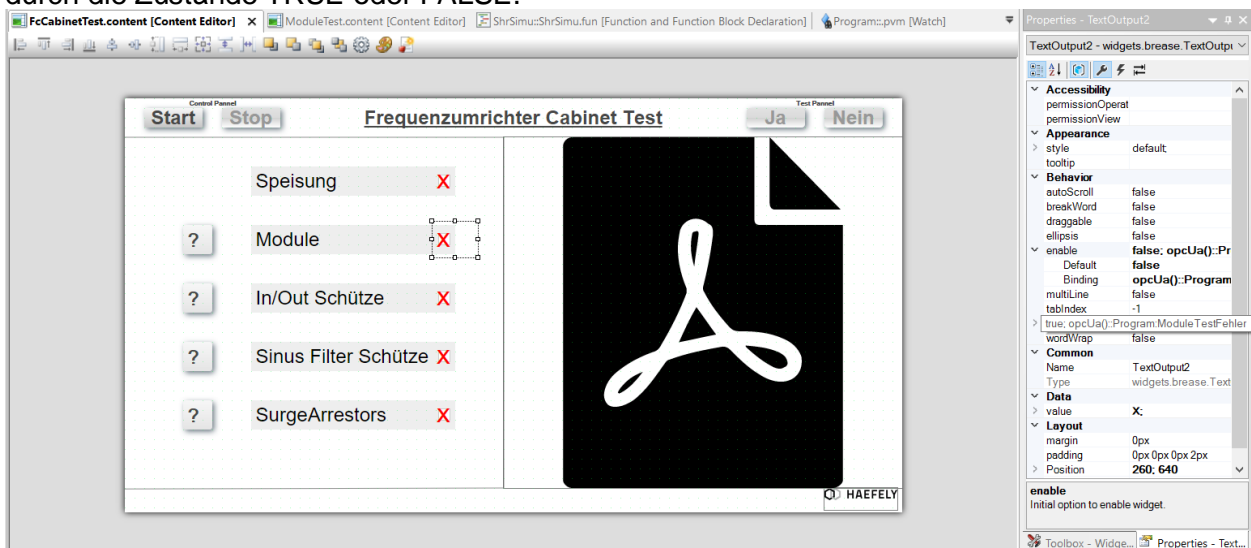 durch die Zustände TRUE oder FALSE.
FcCabinetTest.content [Content Editor] X ModuleTest.content [Content Editor] ShrSimu::ShrSimu.fun [Function and Function Block Declaration] Program::.pvm [Watch]
Properties - TextOutput2
TextOutput2 - widgets.brease.TextOutpu
Control Pannel
Test Pannel
Start Stop Frequenzumrichter Cabinet Test Ja Nein
Speisung X
? Module X
? In/Out Schütze X
? Sinus Filter Schütze X
? SurgeArrestors X
HAEFELY
Accessibility
permissionOperat
permissionView
Appearance
style default;
tooltip
Behavior
autoScroll false
breakWord false
draggable false
ellipsis false
enable false; opcUa()::Pr
Default false
Binding opcUa()::Program
multiLine false
tabIndex -1
true; opcUa()::Program:ModuleTestFehler
wordWrap false
Common
Name TextOutput2
Type widgets.brease.Text
Data
value X;
Layout
margin 0px
padding 0px 0px 0px 2px
Position 260; 640
enable
Initial option to enable widget.
Toolbox - Widge... Properties - Text...